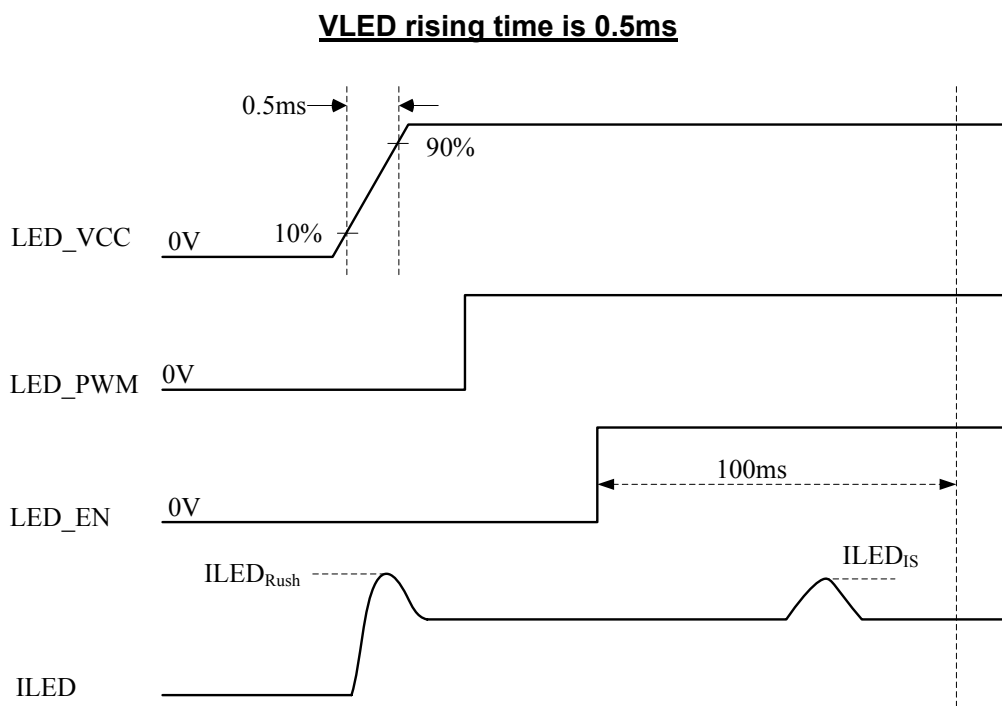 VLED rising time is 0.5ms
0.5ms
90%
10%
LED_VCC
0V
LED_PWM
0V
100ms
LED_EN
0V
ILEDRush
ILEDIS
ILED